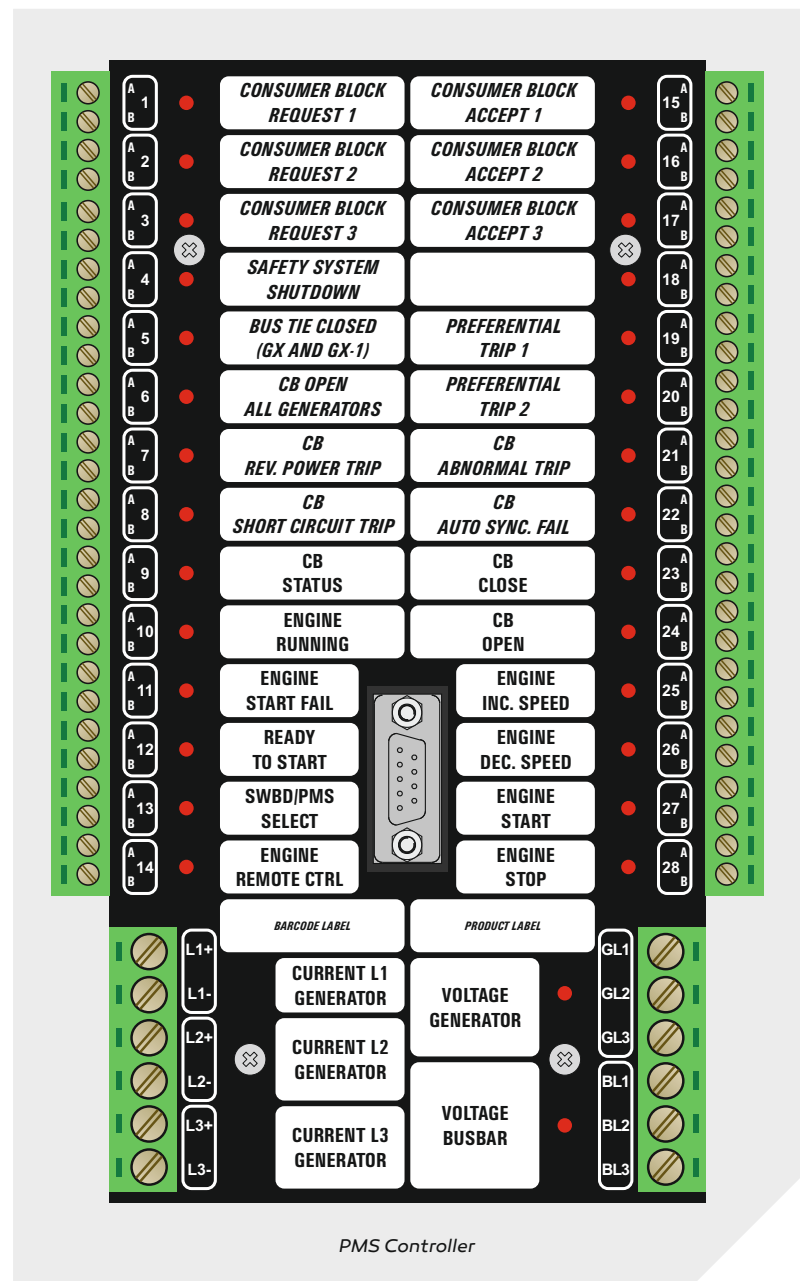 A
1
B
CONSUMER BLOCK
REQUEST 1
CONSUMER BLOCK
ACCEPT 1
A
15
B
A
2
B
CONSUMER BLOCK
REQUEST 2
CONSUMER BLOCK
ACCEPT 2
A
16
B
A
3
B
CONSUMER BLOCK
REQUEST 3
CONSUMER BLOCK
ACCEPT 3
A
17
B
A
4
B
SAFETY SYSTEM
SHUTDOWN
A
18
B
A
5
B
BUS TIE CLOSED
(GX AND GX-1)
PREFERENTIAL
TRIP 1
A
19
B
A
6
B
CB OPEN
ALL GENERATORS
PREFERENTIAL
TRIP 2
A
20
B
A
7
B
CB
REV. POWER TRIP
CB
ABNORMAL TRIP
A
21
B
A
8
B
CB
SHORT CIRCUIT TRIP
CB
AUTO SYNC. FAIL
A
22
B
A
9
B
CB
STATUS
CB
CLOSE
A
23
B
A
10
B
ENGINE
RUNNING
CB
OPEN
A
24
B
A
11
B
ENGINE
START FAIL
ENGINE
INC. SPEED
A
25
B
A
12
B
READY
TO START
ENGINE
DEC. SPEED
A
26
B
A
13
B
SWBD/PMS
SELECT
ENGINE
START
A
27
B
A
14
B
ENGINE
REMOTE CTRL
ENGINE
STOP
A
28
B
BARCODE LABEL
PRODUCT LABEL
L1+
L1-
CURRENT L1
GENERATOR
VOLTAGE
GENERATOR
GL1
GL2
GL3
L2+
L2-
CURRENT L2
GENERATOR
L3+
L3-
CURRENT L3
GENERATOR
VOLTAGE
BUSBAR
BL1
BL2
BL3
PMS Controller